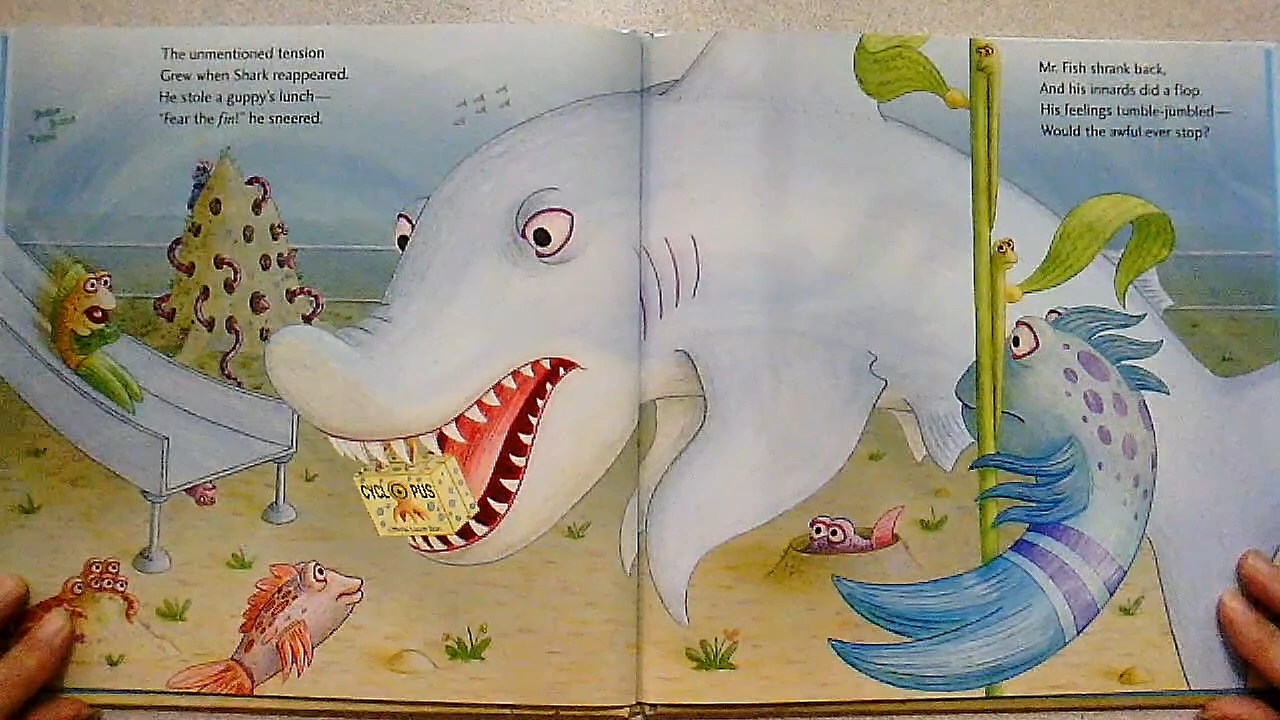 The unmentioned tension
Grew when Shark reappeared.
He stole a guppy's lunch—
"Fear the fin!" he sneered.
CYCLOPUS
Mr. Fish shrank back,
And his innards did a flop.
His feelings tumble-jumbled—
Would the awful ever stop?